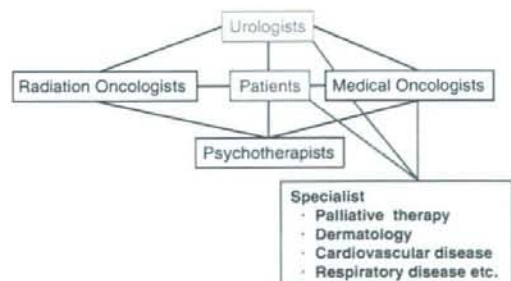 Urologists
Radiation Oncologists
Patients
Medical Oncologists
Psychotherapists
Specialist
· Palliative therapy
· Dermatology
· Cardiovascular disease
· Respiratory disease etc.